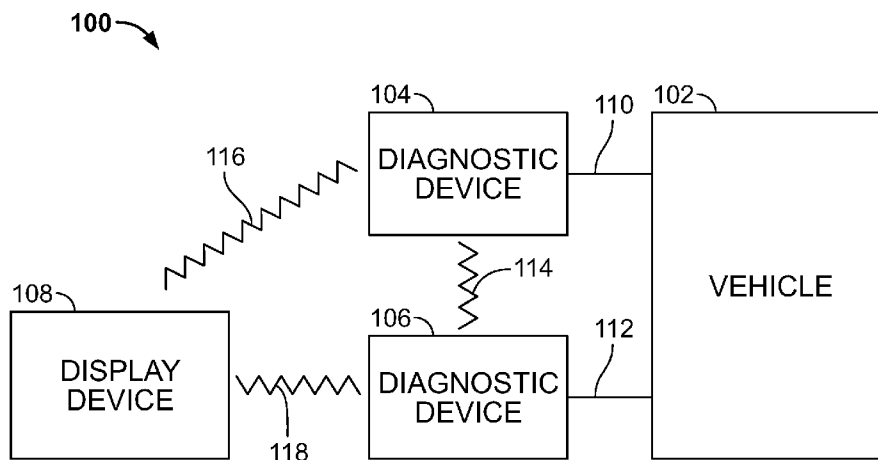 100
104
110
102
116
DIAGNOSTIC
DEVICE
114
VEHICLE
108
106
112
DISPLAY
DEVICE
DIAGNOSTIC
DEVICE
118